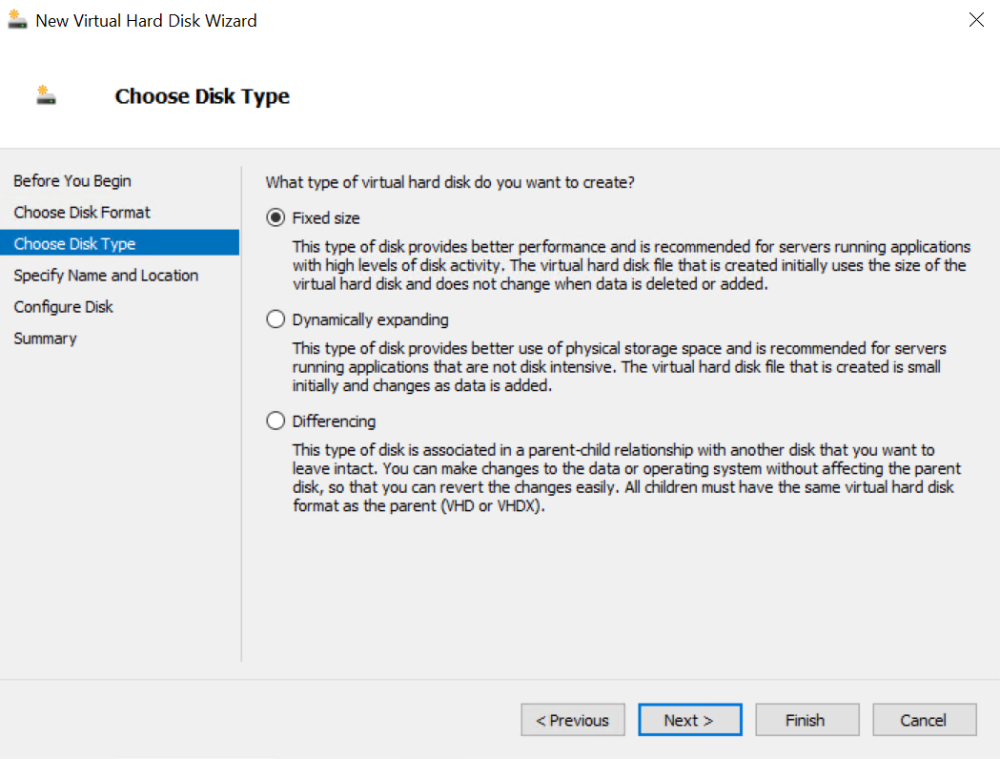 New Virtual Hard Disk Wizard
Choose Disk Type
Before You Begin
Choose Disk Format
Choose Disk Type
Specify Name and Location
Configure Disk
Summary
What type of virtual hard disk do you want to create?
Fixed size
This type of disk provides better performance and is recommended for servers running applications
with high levels of disk activity. The virtual hard disk file that is created initially uses the size of the
virtual hard disk and does not change when data is deleted or added.
Dynamically expanding
This type of disk provides better use of physical storage space and is recommended for servers
running applications that are not disk intensive. The virtual hard disk file that is created is small
initially and changes as data is added.
Differencing
This type of disk is associated in a parent-child relationship with another disk that you want to
leave intact. You can make changes to the data or operating system without affecting the parent
disk, so that you can revert the changes easily. All children must have the same virtual hard disk
format as the parent (VHD or VHDX).
< Previous
Next >
Finish
Cancel